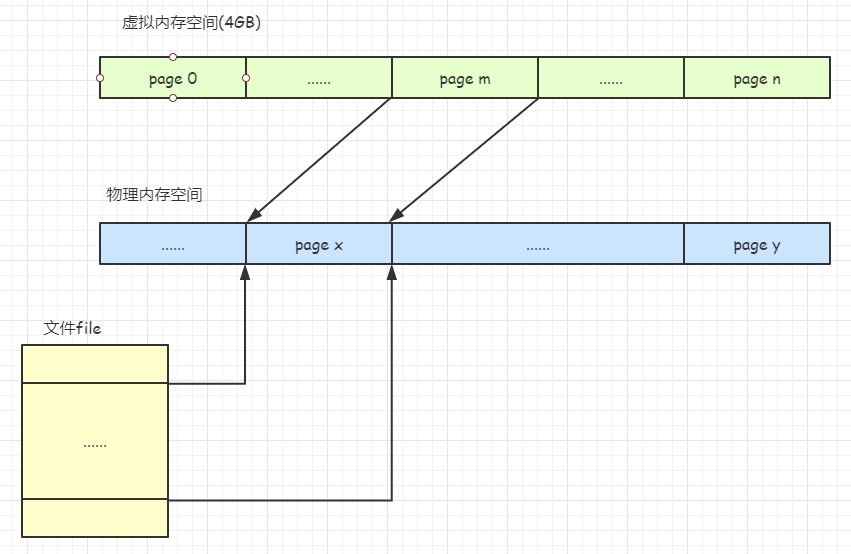 虚拟内存空间(4GB)
page 0 ...... page m ...... page n
物理内存空间
...... page x ...... page y
文件file
......